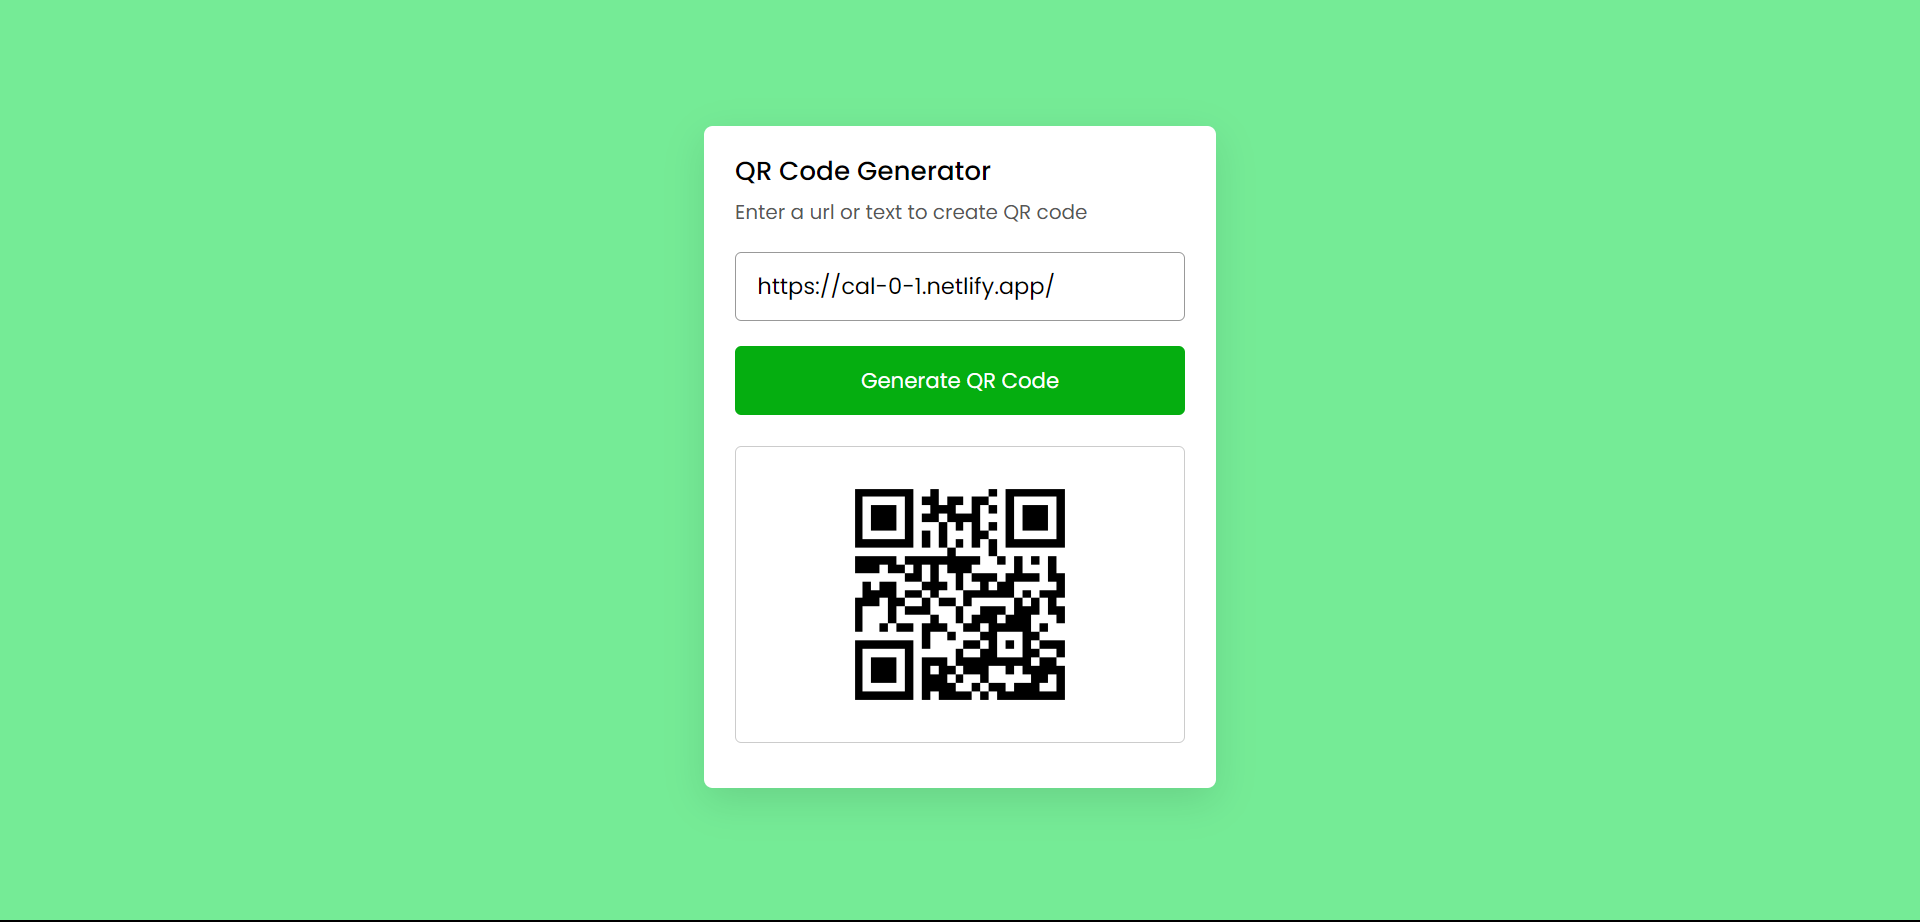 QR Code Generator
Enter a url or text to create QR code
https://cal-0-1.netlify.app/
Generate QR Code